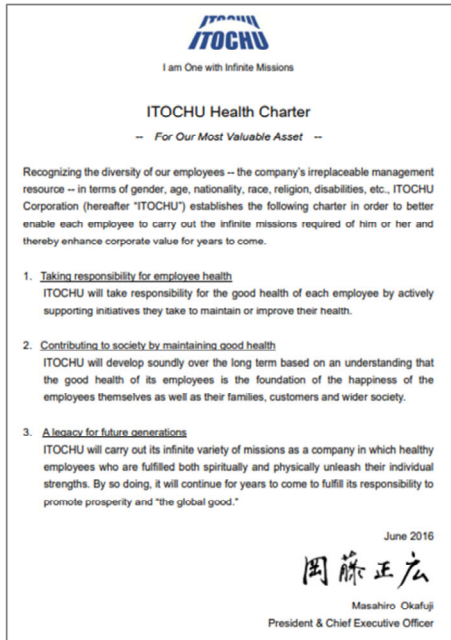 ITOCHU
ITOCHU
I am One with Infinite Missions
ITOCHU Health Charter
-- For Our Most Valuable Asset --
Recognizing the diversity of our employees -- the company's irreplaceable management
resource -- in terms of gender, age, nationality, race, religion, disabilities, etc., ITOCHU
Corporation (hereafter "ITOCHU") establishes the following charter in order to better
enable each employee to carry out the infinite missions required of him or her and
thereby enhance corporate value for years to come.
1. Taking responsibility for employee health
ITOCHU will take responsibility for the good health of each employee by actively
supporting initiatives they take to maintain or improve their health.
2. Contributing to society by maintaining good health
ITOCHU will develop soundly over the long term based on an understanding that
the good health of its employees is the foundation of the happiness of the
employees themselves as well as their families, customers and wider society.
3. A legacy for future generations
ITOCHU will carry out its infinite variety of missions as a company in which healthy
employees who are fulfilled both spiritually and physically unleash their individual
strengths. By so doing, it will continue for years to come to fulfill its responsibility to
promote prosperity and "the global good."
June 2016
岡藤正広
Masahiro Okafuji
President & Chief Executive Officer